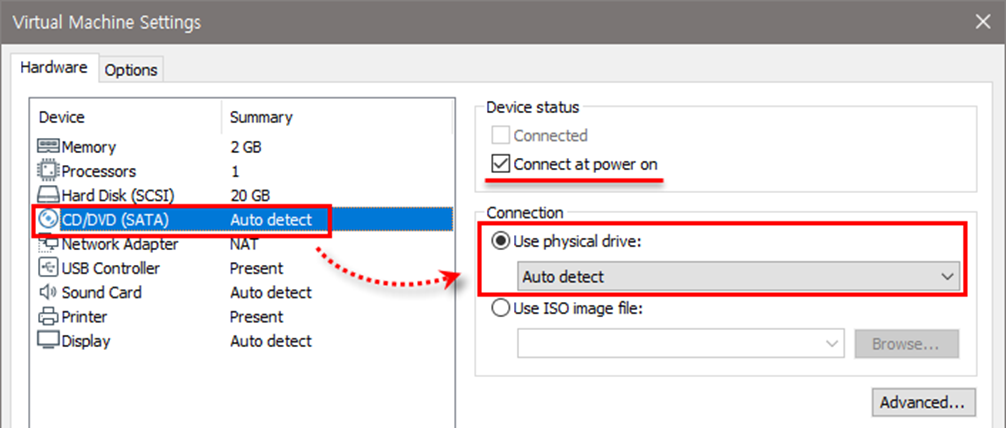 Virtual Machine Settings
Hardware Options
Device Summary
Memory 2 GB
Processors 1
Hard Disk (SCSI) 20 GB
CD/DVD (SATA) Auto detect
Network Adapter NAT
USB Controller Present
Sound Card Auto detect
Printer Present
Display Auto detect
Device status
Connected
Connect at power on
Connection
Use physical drive:
Auto detect
Use ISO image file:
Browse...
Advanced...